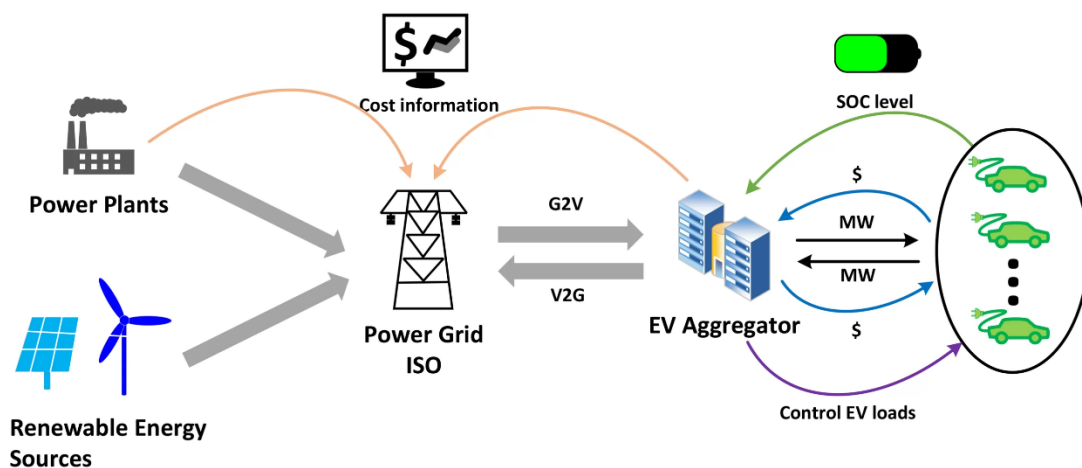 $
Cost information
SOC level
Power Plants
G2V
$
MW
MW
V2G
$
EV Aggregator
Power Grid
ISO
Control EV loads
Renewable Energy
Sources